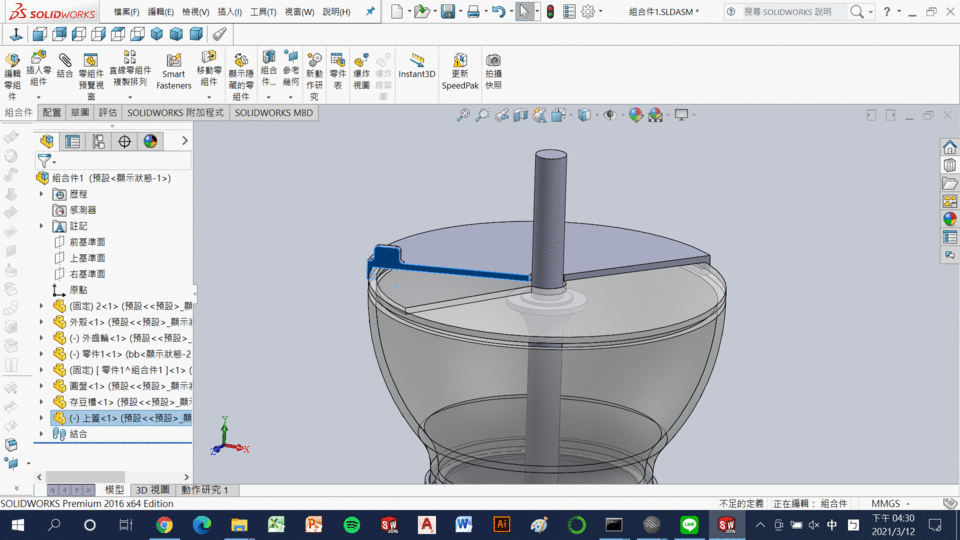 SOLIDWORKS 檔案(F) 編輯(E) 檢視(V) 插入(I) 工具(T) 視窗(W) 說明(H) 組合件1.SLDASM 搜尋 SOLIDWORKS 說明
編輯零組件 插入零組件 結合 零組件預覽視窗 直線零組件複製排列 Smart Fasteners 移動零組件 顯示隱藏的零組件 組合件... 參考幾何 新動作研究 零件表 爆炸視圖 爆炸線草圖 Instant3D 更新 SpeedPak 拍攝快照
組合件 配置 草圖 評估 SOLIDWORKS 附加程式 SOLIDWORKS MBD
組合件1 (預設<顯示狀態-1>)
歷程
感測器
註記
前基準面
上基準面
右基準面
原點
(固定) 2<1> (預設<<預設>_顯
外殼<1> (預設<<預設>_顯示狀
(-) 外齒輪<1> (預設<<預設>_
(-) 零件1<1> (bb<顯示狀態-2
(固定) [ 零件1^組合件1 ]<1> (
圓盤<1> (預設<<預設>_顯示狀
存豆槽<1> (預設<<預設>_顯示
(-) 上蓋<1> (預設<<預設>_顯
結合
Y
Z X
模型 3D 視圖 動作研究 1
SOLIDWORKS Premium 2016 x64 Edition 不足的定義 正在編輯： 組合件 MMGS
中 下午 04:30
2021/3/12